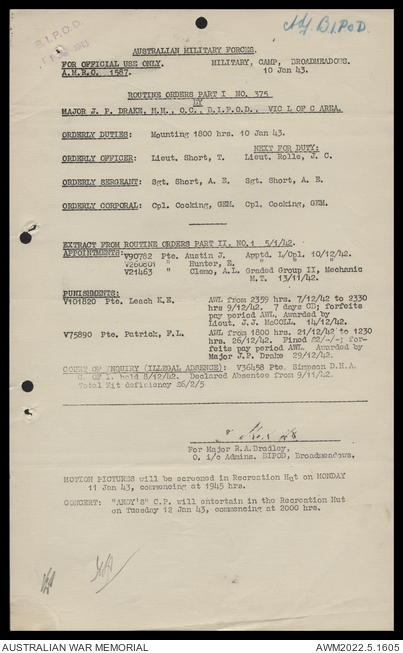 A/J B.I.P.O.D.
B.I.P.O.D.
1943
AUSTRALIAN MILITARY FORCES.
FOR OFFICIAL USE ONLY. MILITARY, CAMP, BROADMEADOWS.
A.M.R.O. 1587. 10 Jan 43.
ROUTINE ORDERS PART I NO. 375
BY
MAJOR J. P. DRAKE, M.M., O.C., B.I.P.O.D., VIC L OF C AREA.
ORDERLY DUTIES: Mounting 1800 hrs. 10 Jan 43.
NEXT FOR DUTY:
ORDERLY OFFICER: Lieut. Short, T. Lieut. Rolle, J. C.
ORDERLY SERGEANT: Sgt. Short, A. E. Sgt. Short, A. E.
ORDERLY CORPORAL: Cpl. Cocking, GEM. Cpl. Cocking, GEM.
EXTRACT FROM ROUTINE ORDERS PART II. NO.1 5/1/42.
APPOINTMENTS:
V90782 Pte. Austin J. Apptd. L/Cpl. 10/12/42.
V260801 " Hunter, E. " "
V21463 " Clemo, A.L. Graded Group II, Mechanic
M.T. 13/11/42.
PUNISHMENTS:
V101820 Pte. Leach K.E. AWL from 2359 hrs. 7/12/42 to 2330
hrs 9/12/42. 7 days CD; forfeits
pay period AWL. Awarded by
Lieut. J.J. McCOLL. 14/12/42.
V75890 Pte. Patrick, F.L. AWL from 1800 hrs. 21/12/42 to 1230
hrs. 26/12/42. Fined £2/-/-; for-
feits pay period AWL. Awarded by
Major J.P. Drake 29/12/42.
COURT OF INQUIRY (ILLEGAL ABSENCE): V36458 Pte. Simpson D.H.A.
C. of I. held 8/12/42. Declared Absentee from 9/11/42.
Total Kit deficiency £6/2/5
For Major R.A.Bradley,
O. i/c Admins. BIPOD, Broadmeadows.
MOTION PICTURES will be screened in Recreation Hut on MONDAY
11 Jan 43, commencing at 1945 hrs.
CONCERT: "ANDY'S" C.P. will entertain in the Recreation Hut
on Tuesday 12 Jan 43, commencing at 2000 hrs.
AUSTRALIAN WAR MEMORIAL AWM2022.5.1605